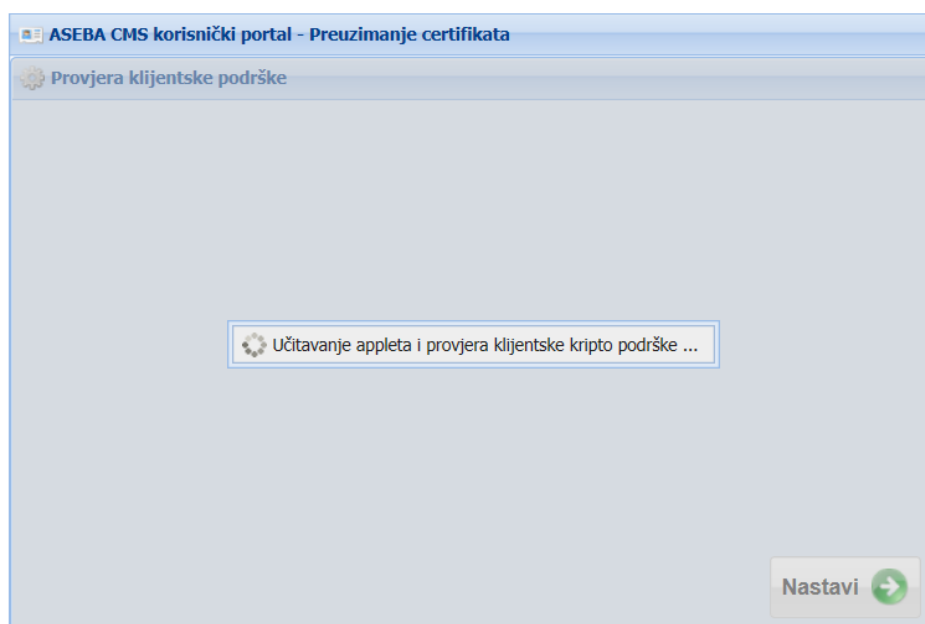 ASEBA CMS korisnički portal - Preuzimanje certifikata
Provjera klijentske podrške
Učitavanje appleta i provjera klijentske kripto podrške ...
Nastavi